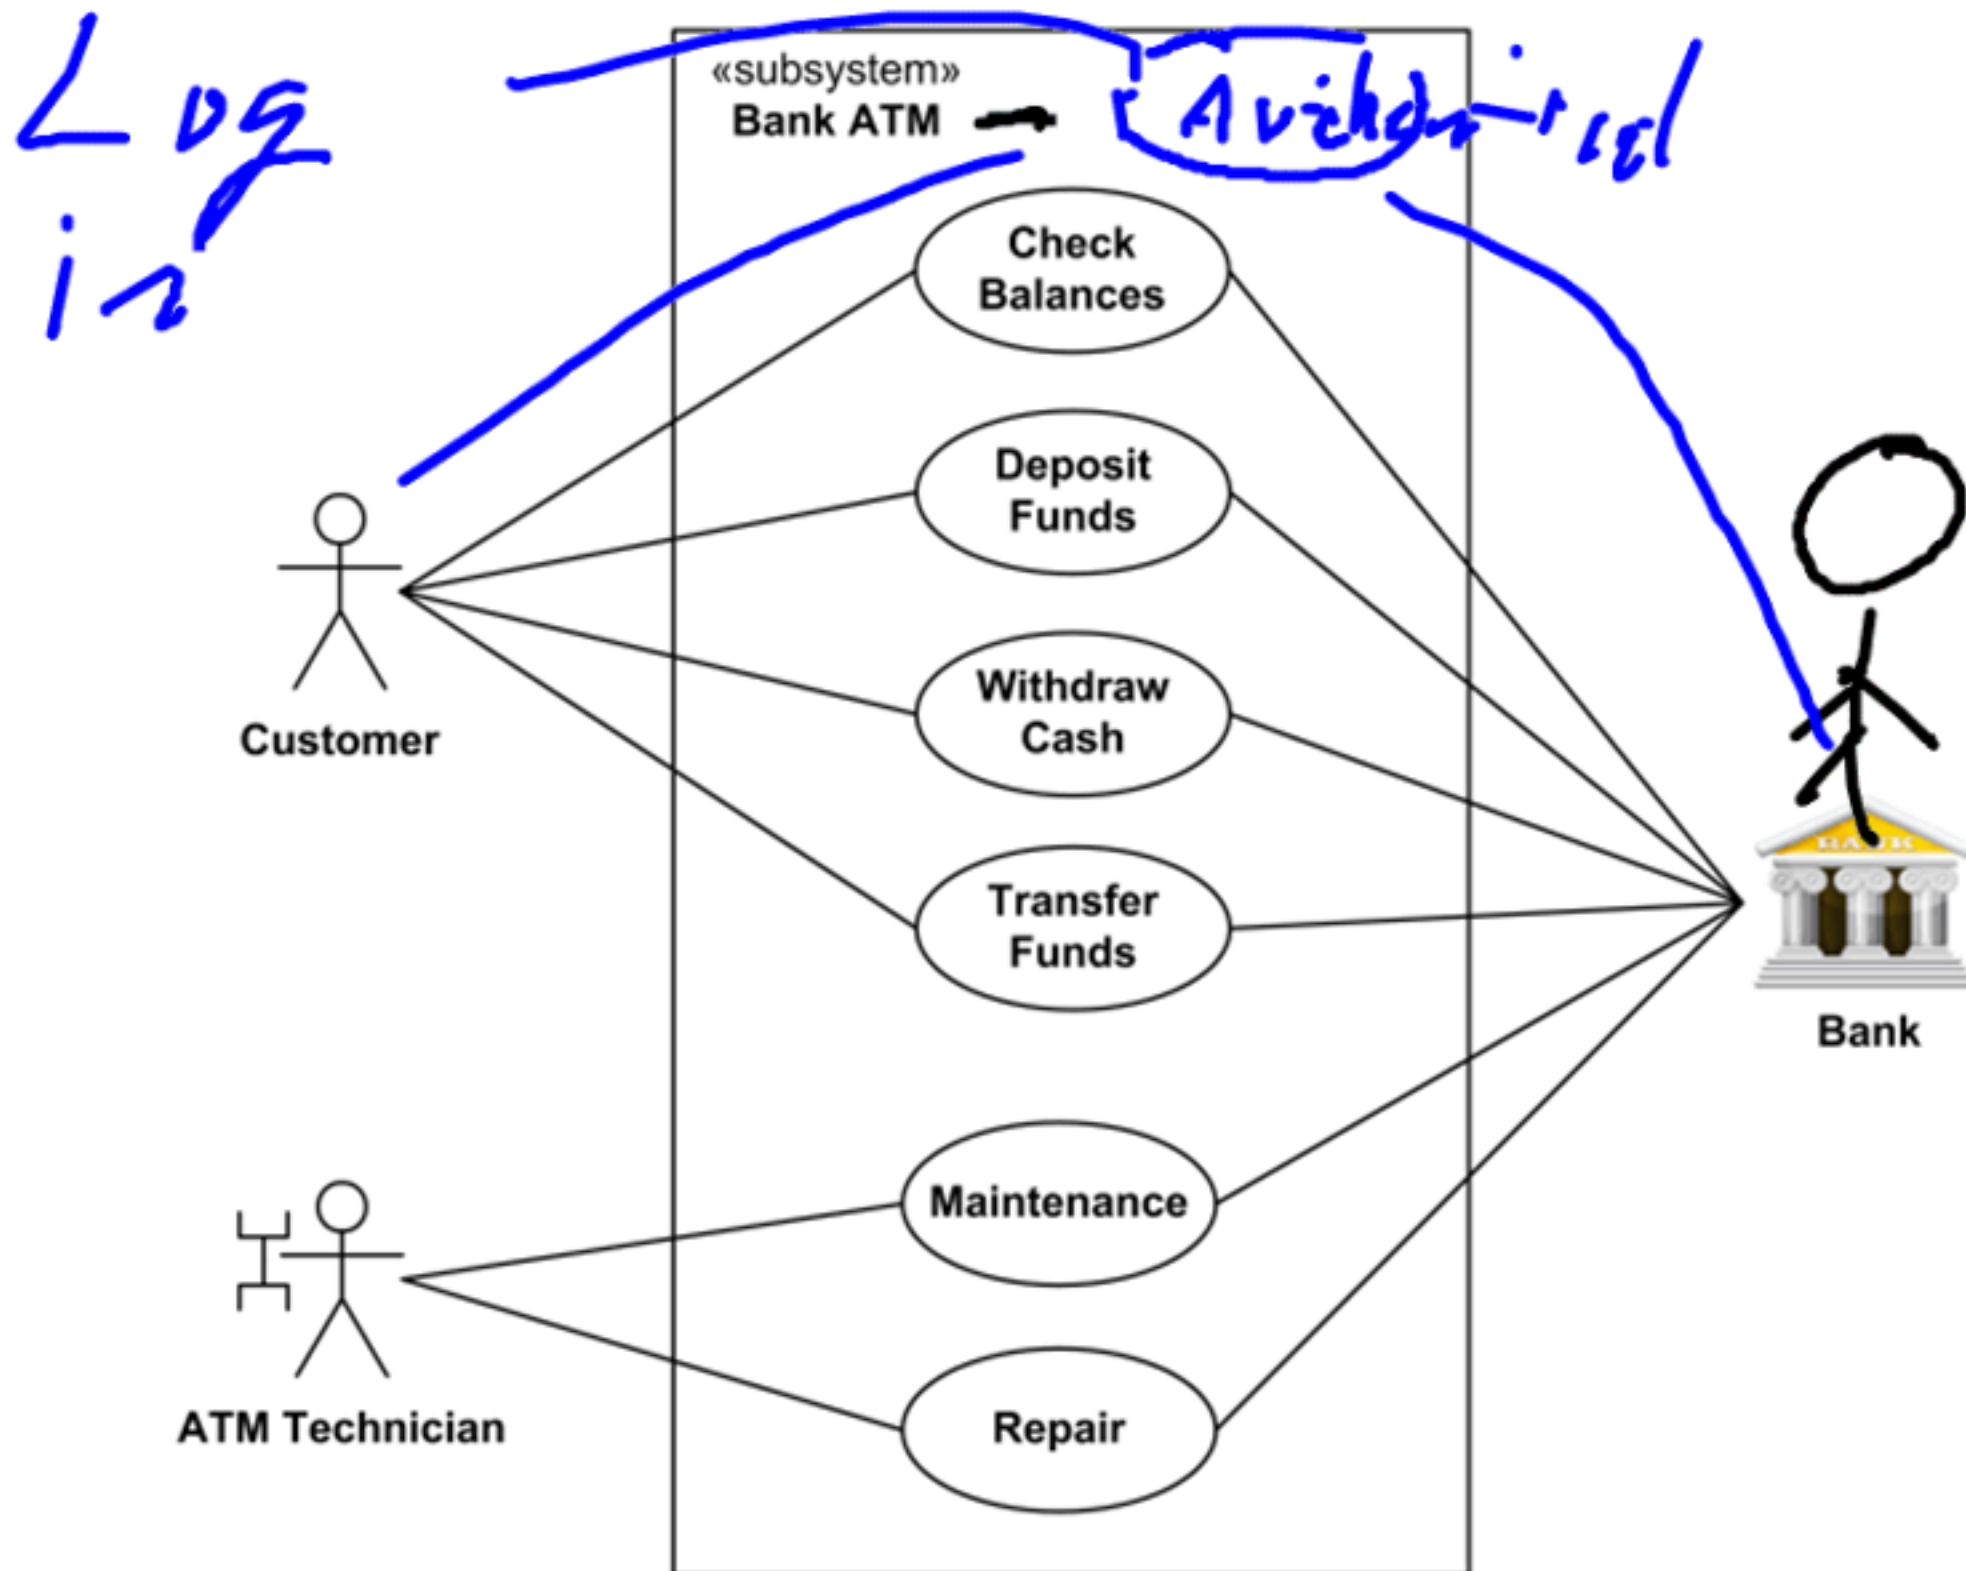 Log
in
«subsystem»
Bank ATM
Check
Balances
Deposit
Funds
Withdraw
Cash
Transfer
Funds
Customer
BANK
Bank
Maintenance
ATM Technician
Repair